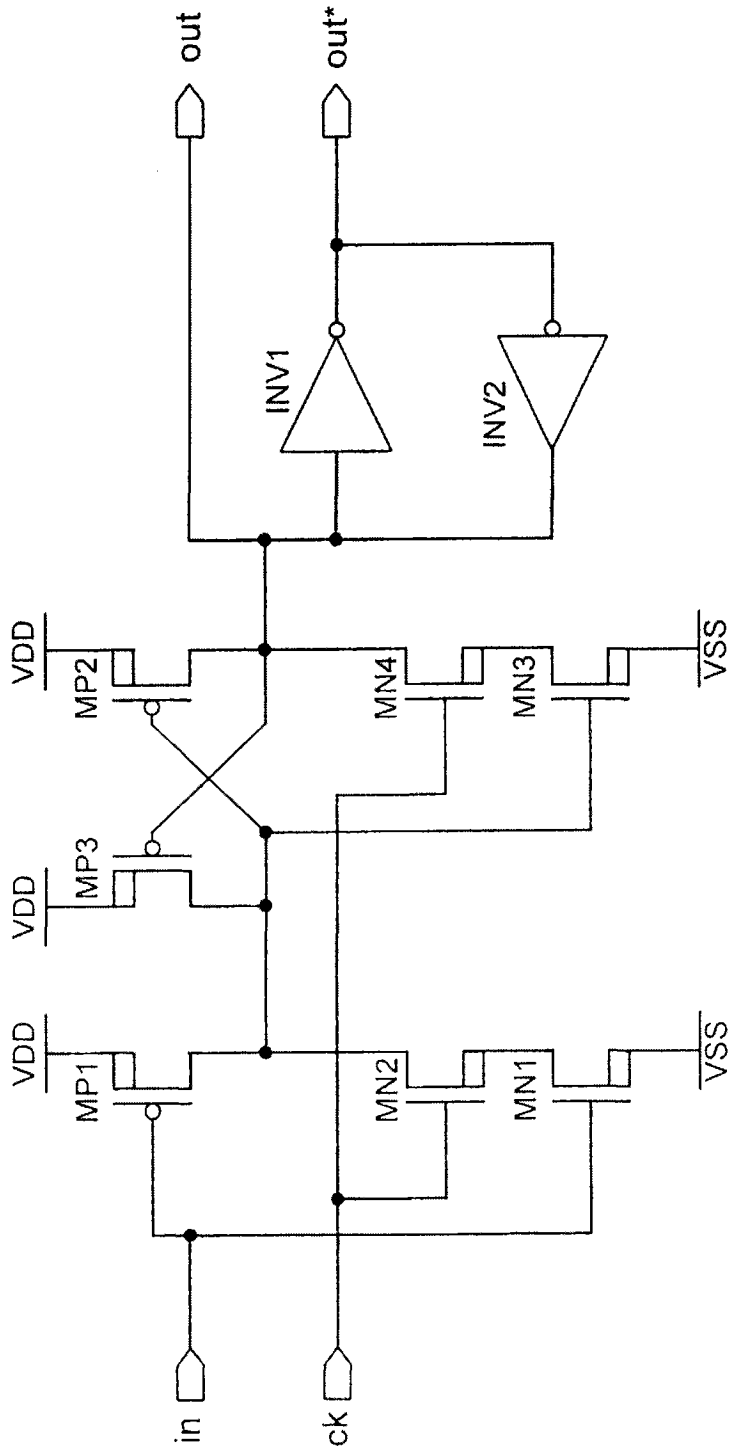 in
ck
VDD
MP1
MN2
MN1
VSS
VDD
MP3
VDD
MP2
MN4
MN3
VSS
INV1
INV2
out
out*